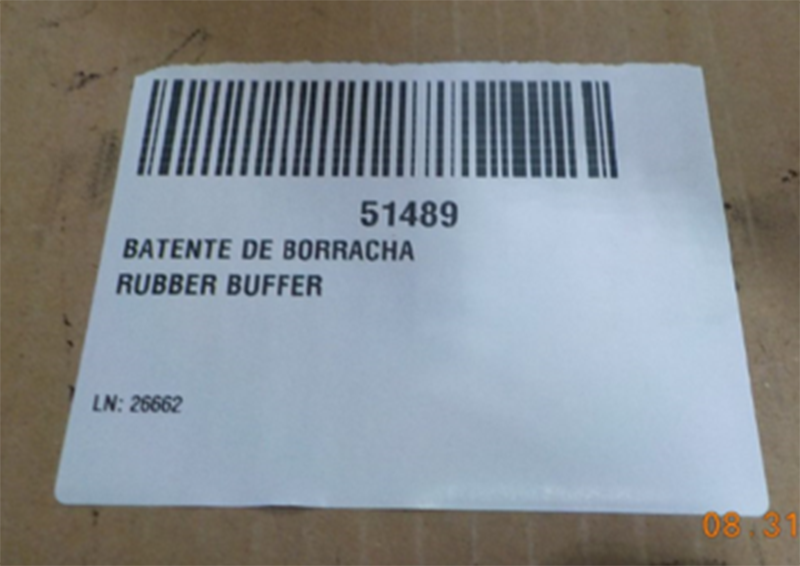 51489
BATENTE DE BORRACHA
RUBBER BUFFER
LN: 26662
08.31